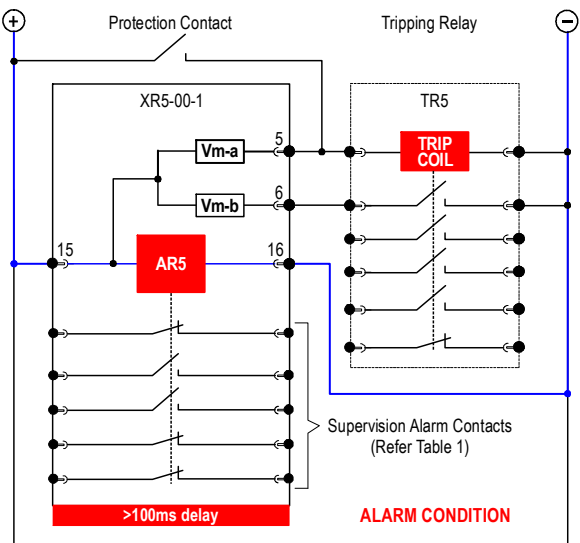 +
Protection Contact
Tripping Relay
−
XR5-00-1
TR5
Vm-a
5
TRIP
COIL
Vm-b
6
15
AR5
16
Supervision Alarm Contacts
(Refer Table 1)
>100ms delay
ALARM CONDITION